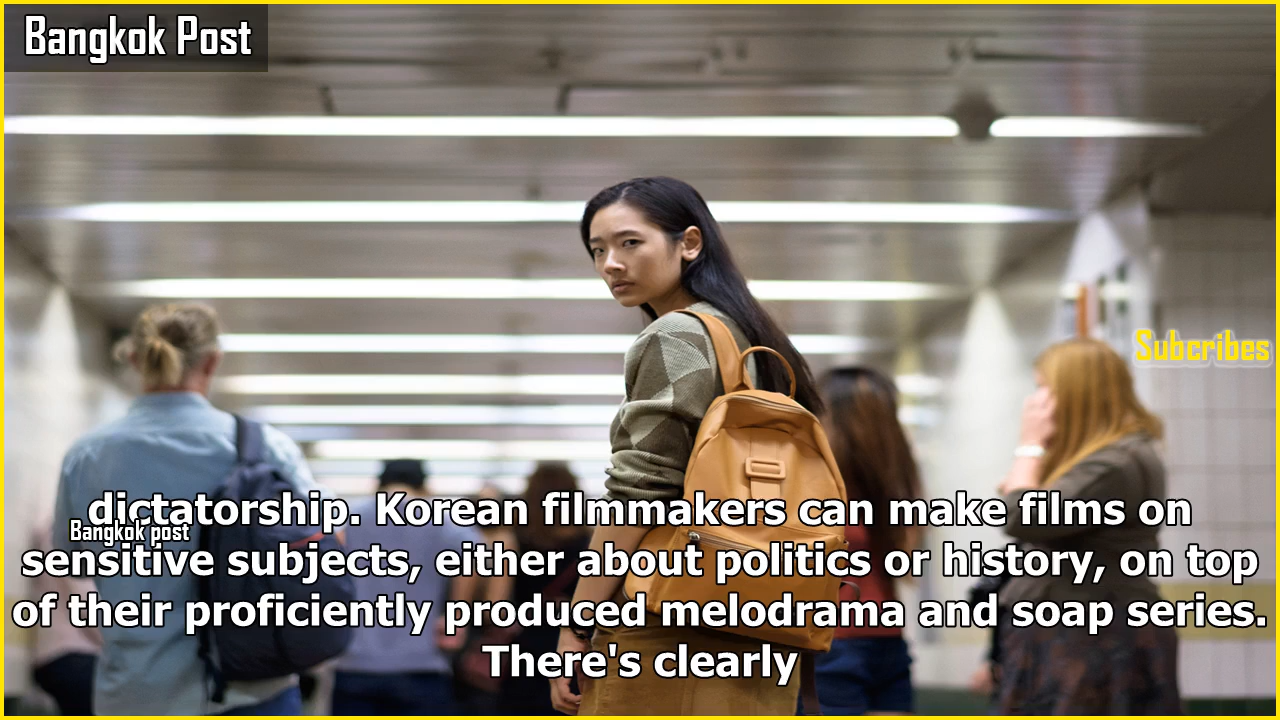 Bangkok Post
Subcribes
dictatorship. Korean filmmakers can make films on
Bangkok post
sensitive subjects, either about politics or history, on top
of their proficiently produced melodrama and soap series.
There's clearly